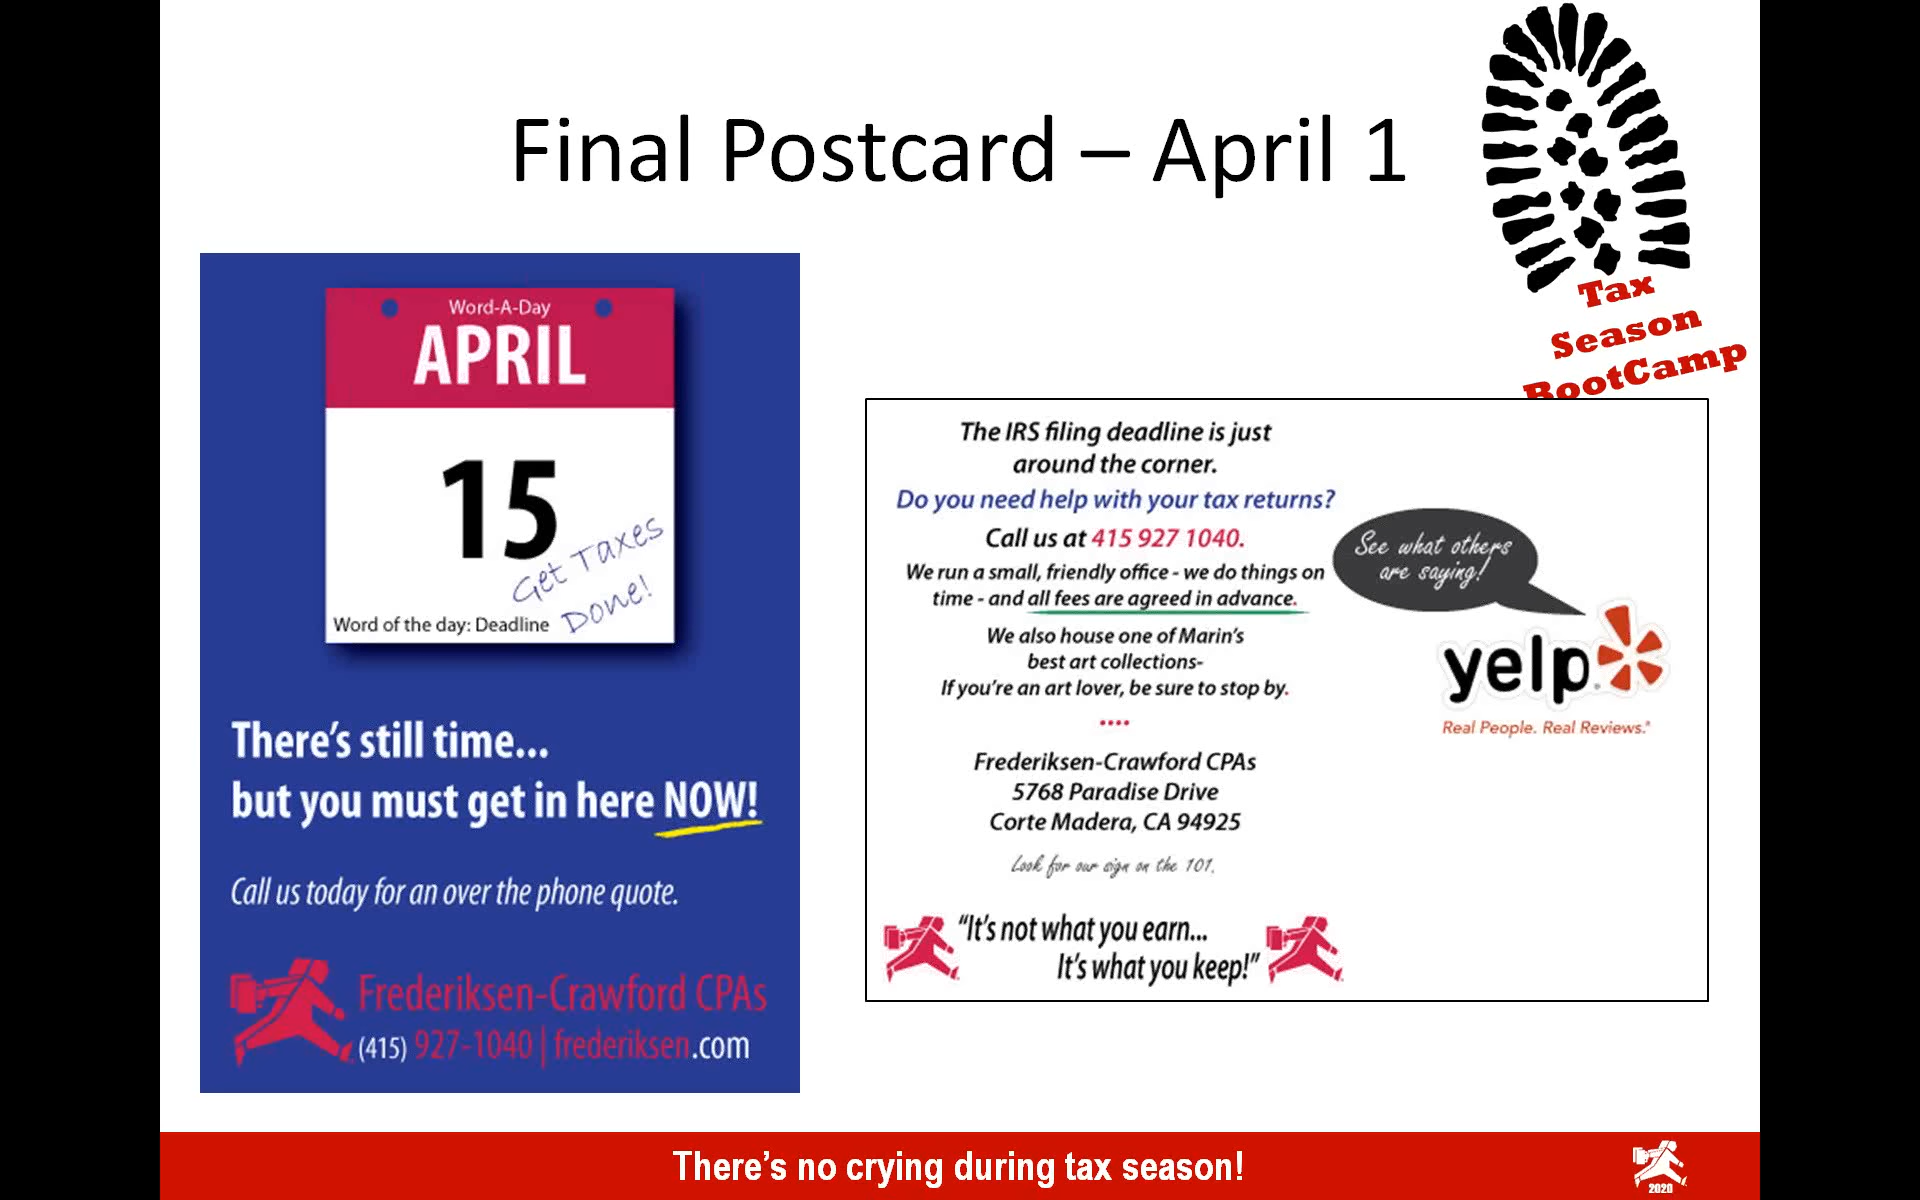 Final Postcard – April 1
Tax
Season
BootCamp
Word-A-Day
APRIL
15
Get Taxes
Done!
Word of the day: Deadline
There's still time...
but you must get in here NOW!
Call us today for an over the phone quote.
Frederiksen-Crawford CPAs
(415) 927-1040 | frederiksen.com
The IRS filing deadline is just
around the corner.
Do you need help with your tax returns?
Call us at 415 927 1040.
We run a small, friendly office - we do things on
time - and all fees are agreed in advance.
We also house one of Marin's
best art collections-
If you're an art lover, be sure to stop by.
....
Frederiksen-Crawford CPAs
5768 Paradise Drive
Corte Madera, CA 94925
Look for our sign on the 101.
"It's not what you earn...
It's what you keep!"
See what others
are saying!
yelp
Real People. Real Reviews.®
There's no crying during tax season!
2020